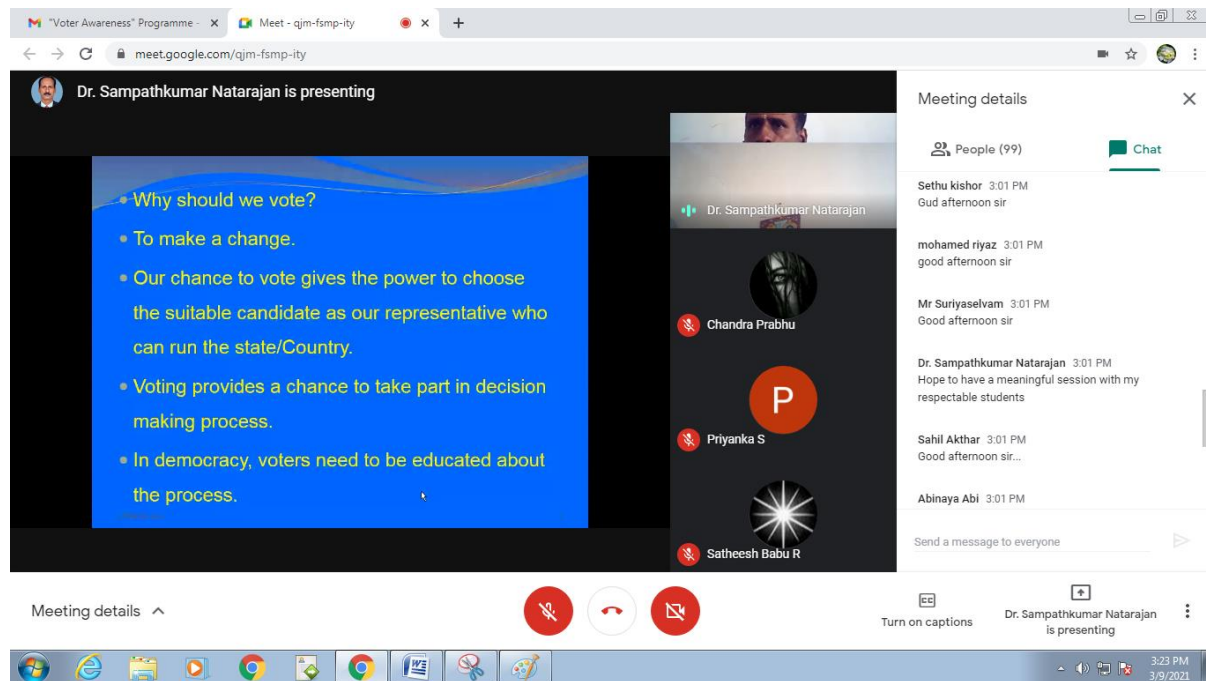 "Voter Awareness" Programme -
Meet - qjm-fsmp-ity
meet.google.com/qjm-fsmp-ity
Dr. Sampathkumar Natarajan is presenting
Why should we vote?
To make a change.
Our chance to vote gives the power to choose
the suitable candidate as our representative who
can run the state/Country.
Voting provides a chance to take part in decision
making process.
In democracy, voters need to be educated about
the process.
Dr. Sampathkumar Natarajan
Chandra Prabhu
P
Priyanka S
Satheesh Babu R
Meeting details
People (99)
Chat
Sethu kishor 3:01 PM
Gud afternoon sir
mohamed riyaz 3:01 PM
good afternoon sir
Mr Suriyaselvam 3:01 PM
Good afternoon sir
Dr. Sampathkumar Natarajan 3:01 PM
Hope to have a meaningful session with my
respectable students
Sahil Akthar 3:01 PM
Good afternoon sir...
Abinaya Abi 3:01 PM
Send a message to everyone
Meeting details
CC
Turn on captions
Dr. Sampathkumar Natarajan
is presenting
3:23 PM
3/9/2021